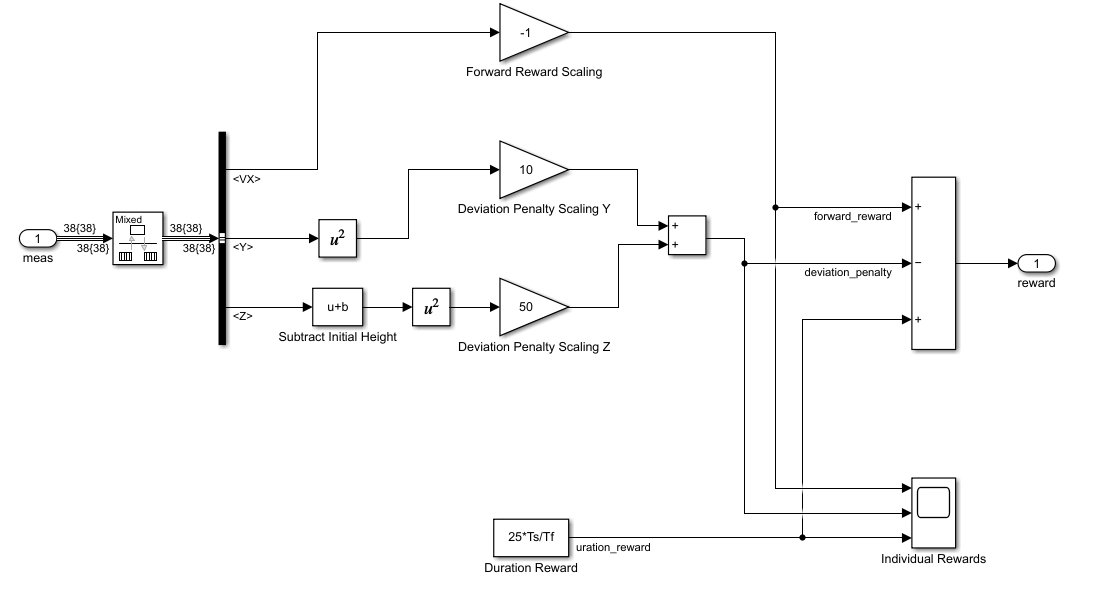 -1
Forward Reward Scaling
<VX>
10
Deviation Penalty Scaling Y
Mixed
38{38}
38{38}
38{38}
38{38}
1
meas
<Y>
u²
+
+
forward_reward
+
deviation_penalty
−
1
reward
<Z>
u+b
Subtract Initial Height
u²
50
Deviation Penalty Scaling Z
+
25*Ts/Tf
Duration Reward
uration_reward
Individual Rewards